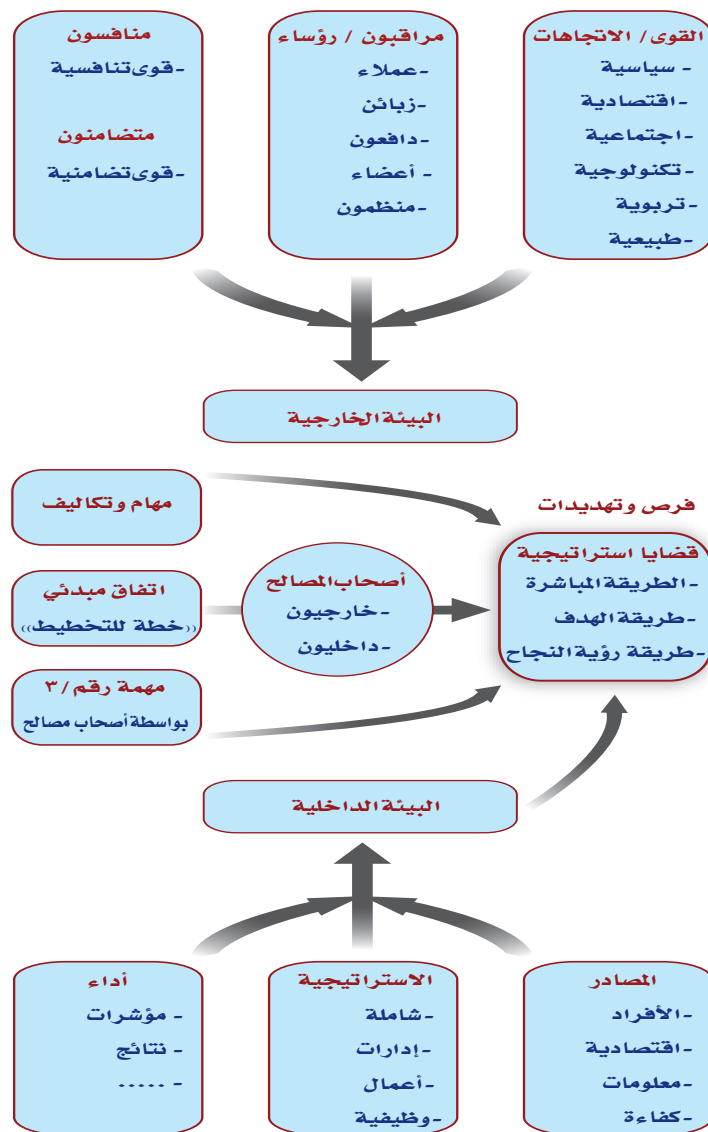 القوى / الاتجاهات
- سياسية
- اقتصادية
- اجتماعية
- تكنولوجية
- تربوية
- طبيعية
مراقبون / رؤساء
- عملاء
- زبائن
- دافعون
- أعضاء
- منظمون
منافسون
- قوى تنافسية
متضامنون
- قوى تضامنية
البيئة الخارجية
مهام وتكاليف
اتفاق مبدئي
((خطة للتخطيط))
مهمة رقم / ٣
بواسطة أصحاب مصالح
أصحاب المصالح
- خارجيون
- داخليون
فرص وتهديدات
قضايا استراتيجية
- الطريقة المباشرة
- طريقة الهدف
- طريقة رؤية النجاح
البيئة الداخلية
المصادر
- الأفراد
- اقتصادية
- معلومات
- كفاءة
الاستراتيجية
- شاملة
- إدارات
- أعمال
- وظيفية
أداء
- مؤشرات
- نتائج
- .....